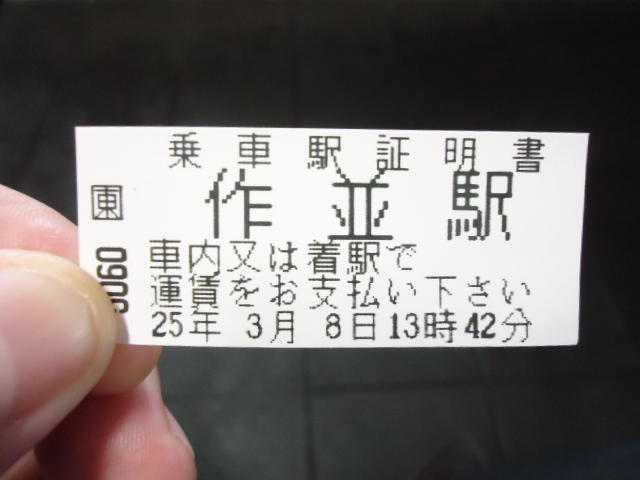 乗車駅証明書
作並駅
車内又は着駅で
運賃をお支払い下さい
25年 3月 8日13時42分